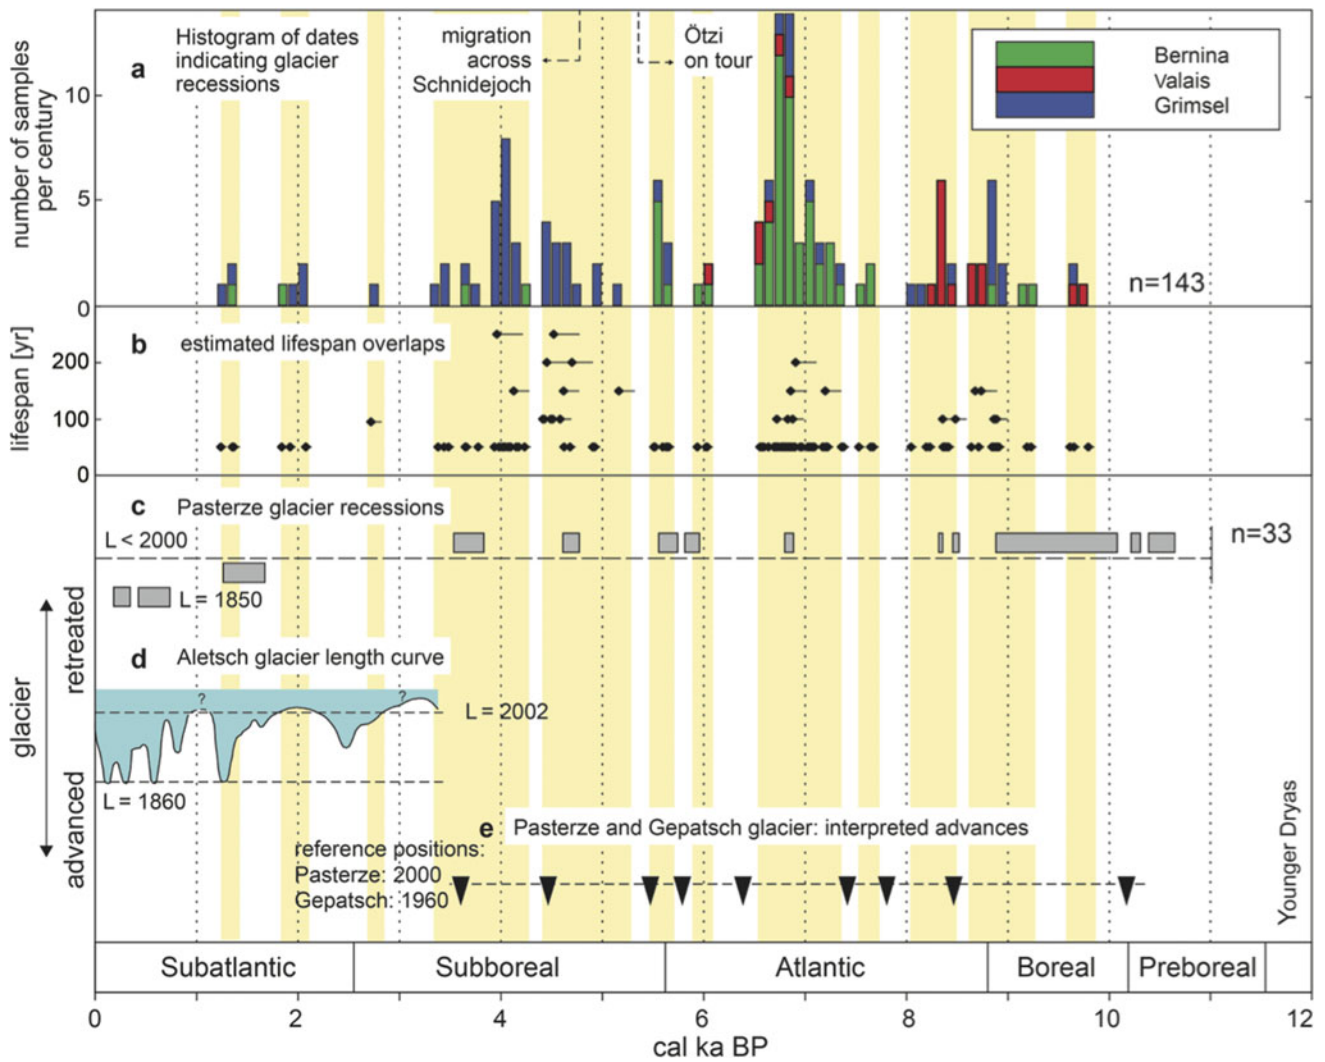 a
Histogram of dates
indicating glacier
recessions
migration
across
Schnidejoch
Ötzi
on tour
Bernina
Valais
Grimsel
number of samples
per century
10
5
0
n=143
b
estimated lifespan overlaps
lifespan [yr]
200
100
0
c
Pasterze glacier recessions
L < 2000
n=33
L = 1850
glacier
retreated
advanced
d
Aletsch glacier length curve
?
?
L = 2002
L = 1860
e
Pasterze and Gepatsch glacier: interpreted advances
reference positions:
Pasterze: 2000
Gepatsch: 1960
Younger Dryas
Subatlantic
Subboreal
Atlantic
Boreal
Preboreal
0
2
4
6
8
10
12
cal ka BP